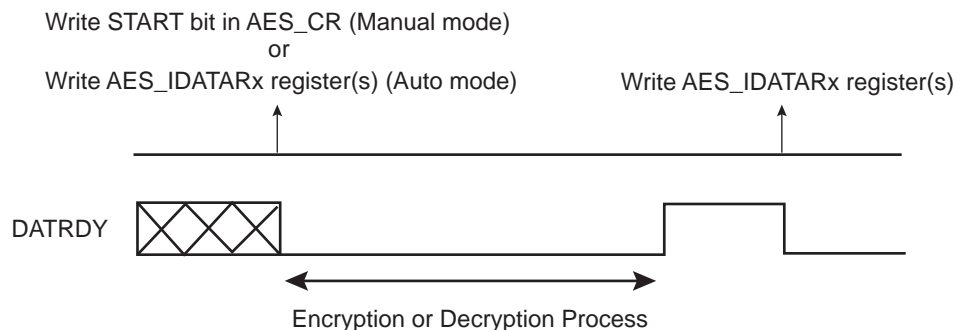 Write START bit in AES_CR (Manual mode)
or
Write AES_IDATARx register(s) (Auto mode)
Write AES_IDATARx register(s)
DATRDY
Encryption or Decryption Process